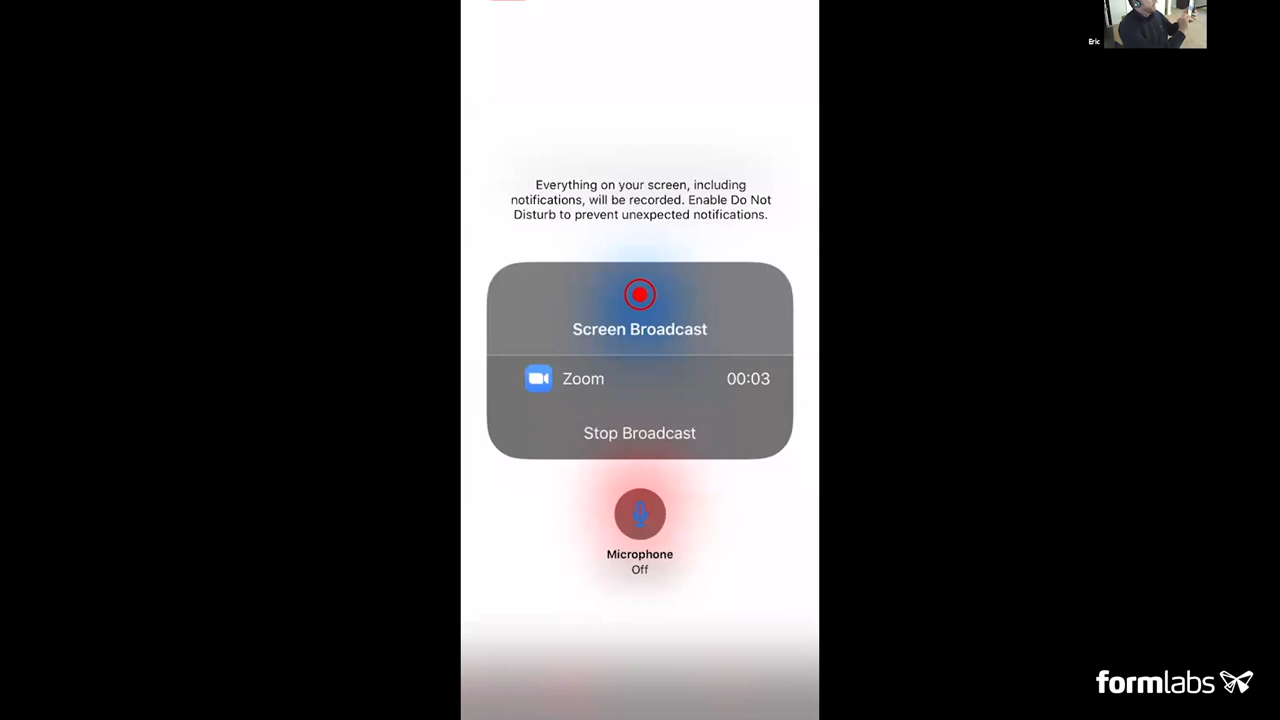 Eric
Everything on your screen, including
notifications, will be recorded. Enable Do Not
Disturb to prevent unexpected notifications.
Screen Broadcast
Zoom 00:03
Stop Broadcast
Microphone
Off
formlabs